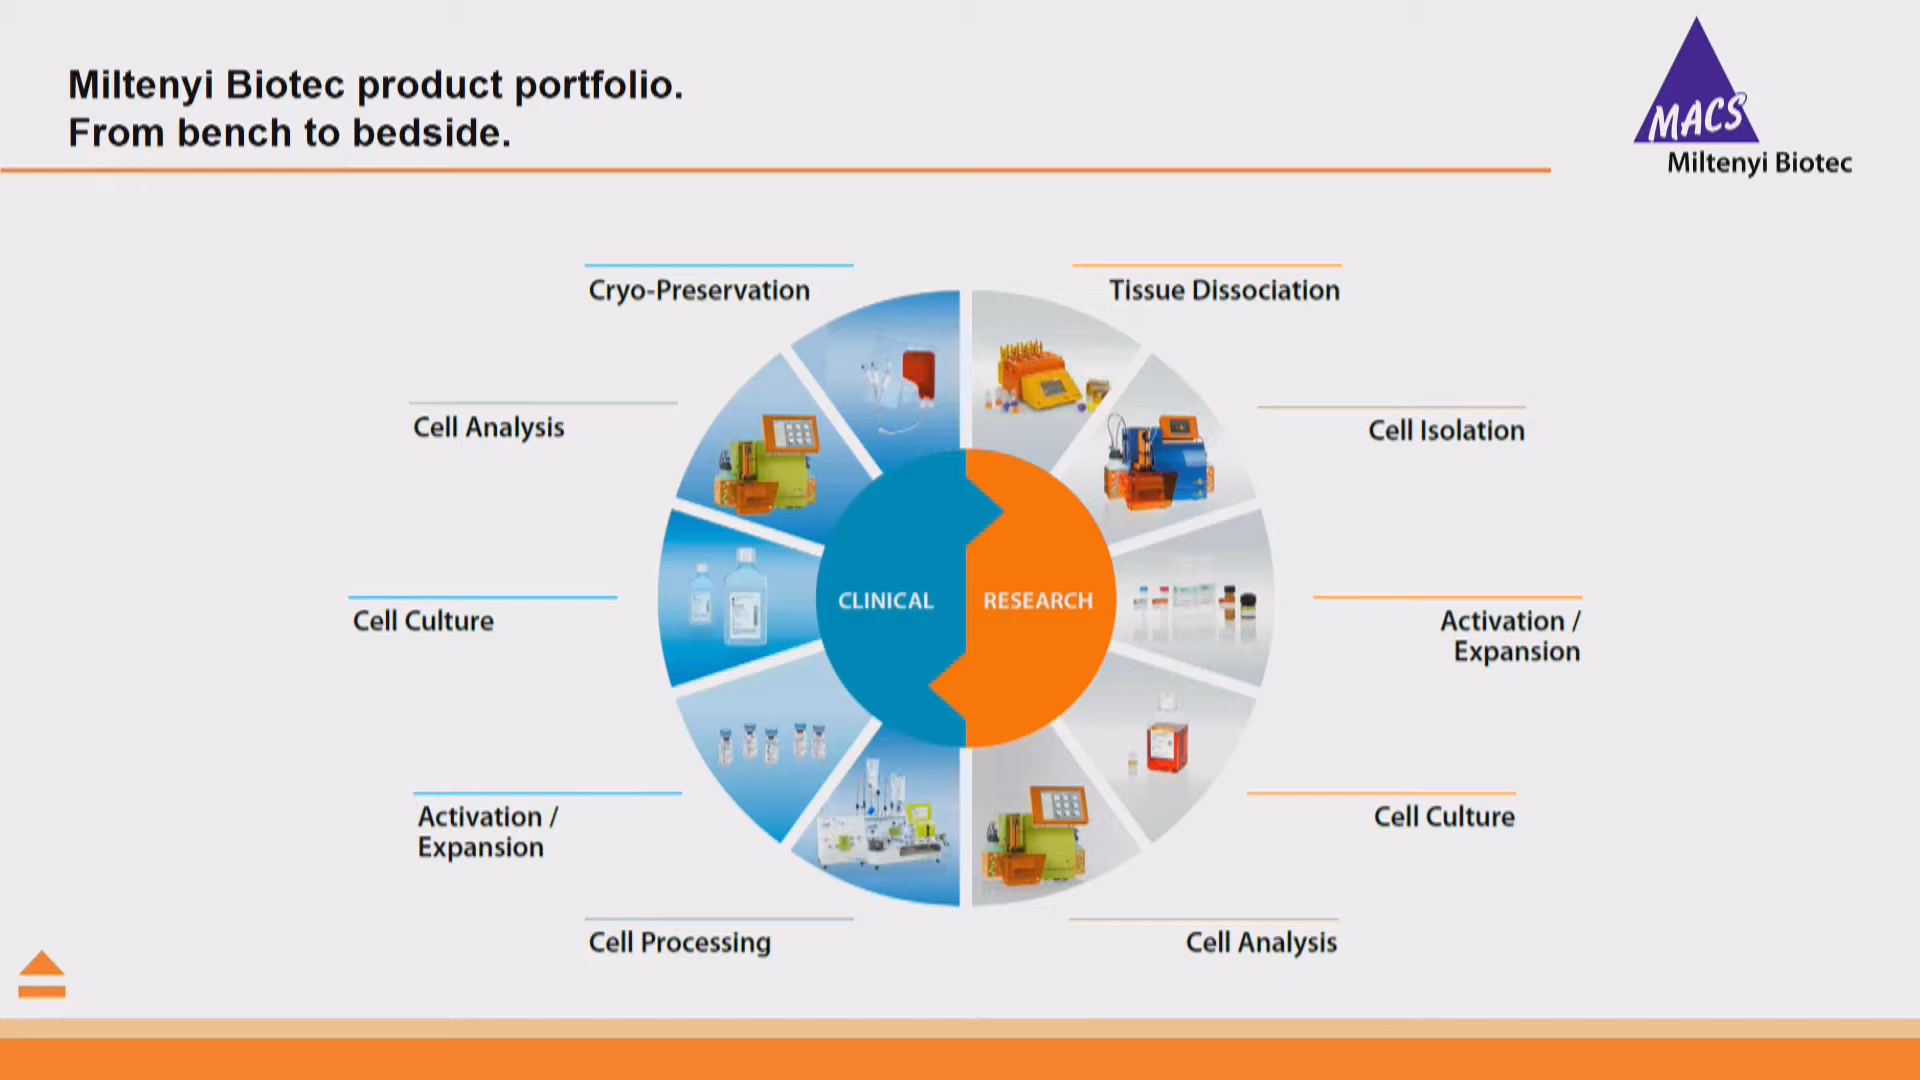 Miltenyi Biotec product portfolio.
From bench to bedside.
MACS
Miltenyi Biotec
Cryo-Preservation
Tissue Dissociation
Cell Analysis
Cell Isolation
CLINICAL
RESEARCH
Cell Culture
Activation /
Expansion
Activation /
Expansion
Cell Culture
Cell Processing
Cell Analysis